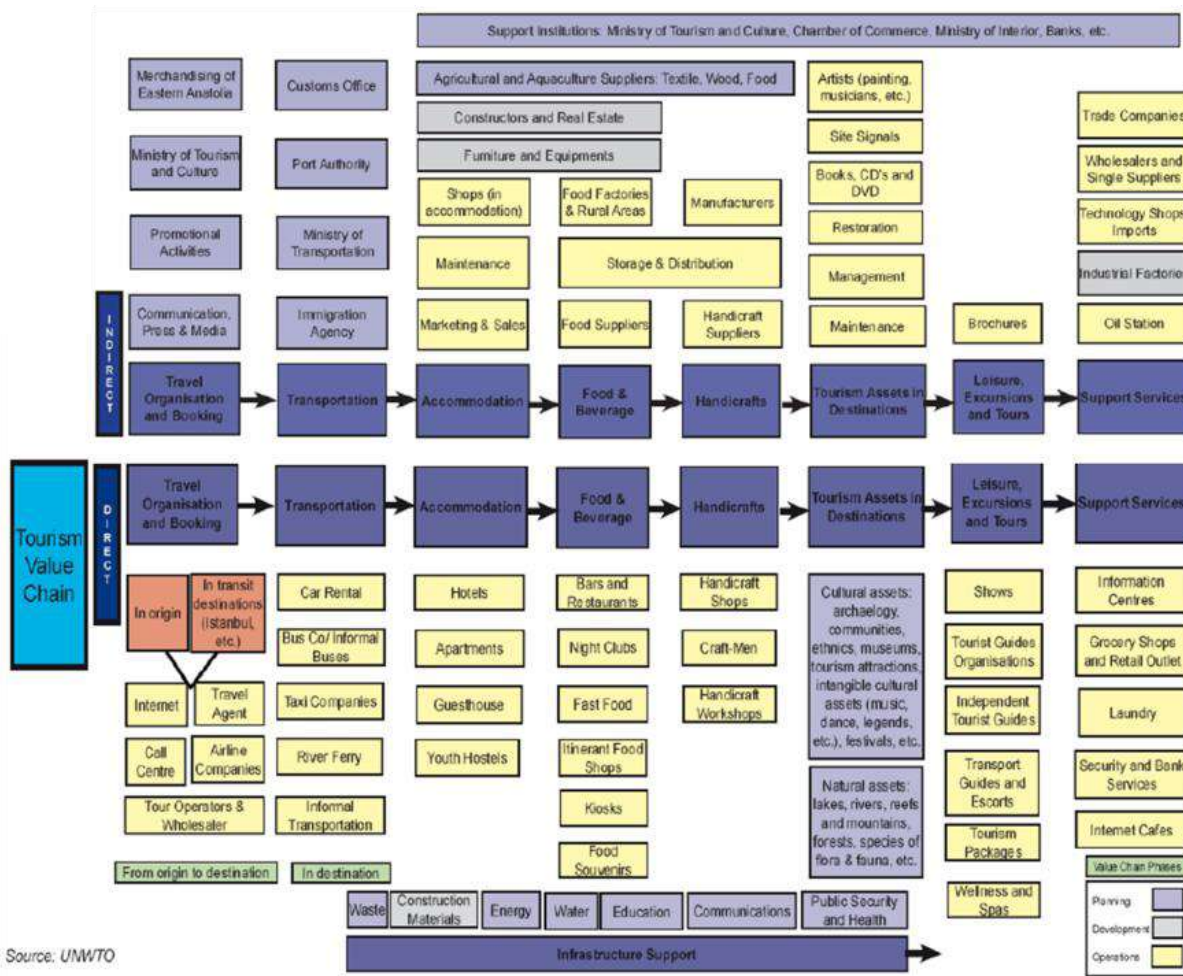 Support Institutions: Ministry of Tourism and Culture, Chamber of Commerce, Ministry of Interior, Banks, etc.
Merchandising of
Eastern Anatolia
Customs Office
Agricultural and Aquaculture Suppliers: Textile, Wood, Food
Artists (painting,
musicians, etc.)
Constructors and Real Estate
Trade Companies
Ministry of Tourism
and Culture
Port Authority
Furniture and Equipments
Site Signals
Wholesalers and
Single Suppliers
Shops (in
accommodation)
Food Factories
& Rural Areas
Manufacturers
Books, CD's and
DVD
Promotional
Activities
Ministry of
Transportation
Restoration
Technology Shops
Imports
Maintenance
Storage & Distribution
Management
Industrial Factories
INDIRECT
Communication,
Press & Media
Immigration
Agency
Marketing & Sales
Food Suppliers
Handicraft
Suppliers
Maintenance
Brochures
Oil Station
Travel
Organisation
and Booking
Transportation
Accommodation
Food &
Beverage
Handicrafts
Tourism Assets in
Destinations
Leisure,
Excursions
and Tours
Support Services
Tourism
Value
Chain
DIRECT
Travel
Organisation
and Booking
Transportation
Accommodation
Food &
Beverage
Handicrafts
Tourism Assets in
Destinations
Leisure,
Excursions
and Tours
Support Services
In origin
In transit
destinations
(Istanbul,
etc.)
Internet
Travel
Agent
Call
Centre
Airline
Companies
Tour Operators &
Wholesaler
Car Rental
Bus Co/ Informal
Buses
Taxi Companies
River Ferry
Informal
Transportation
Hotels
Apartments
Guesthouse
Youth Hostels
Bars and
Restaurants
Night Clubs
Fast Food
Itinerant Food
Shops
Kiosks
Food
Souvenirs
Handicraft
Shops
Craft-Men
Handicraft
Workshops
Cultural assets:
archaelogy,
communities,
ethnics, museums,
tourism attractions,
intangible cultural
assets (music,
dance, legends,
etc.), festivals, etc.
Natural assets:
lakes, rivers, reefs
and mountains,
forests, species of
flora & fauna, etc.
Shows
Tourist Guides
Organisations
Independent
Tourist Guides
Transport
Guides and
Escorts
Tourism
Packages
Wellness and
Spas
Information
Centres
Grocery Shops
and Retail Outlet
Laundry
Security and Bank
Services
Internet Cafes
From origin to destination
In destination
Value Chain Phases
Planning
Development
Operations
Waste
Construction
Materials
Energy
Water
Education
Communications
Public Security
and Health
Infrastructure Support
Source: UNWTO